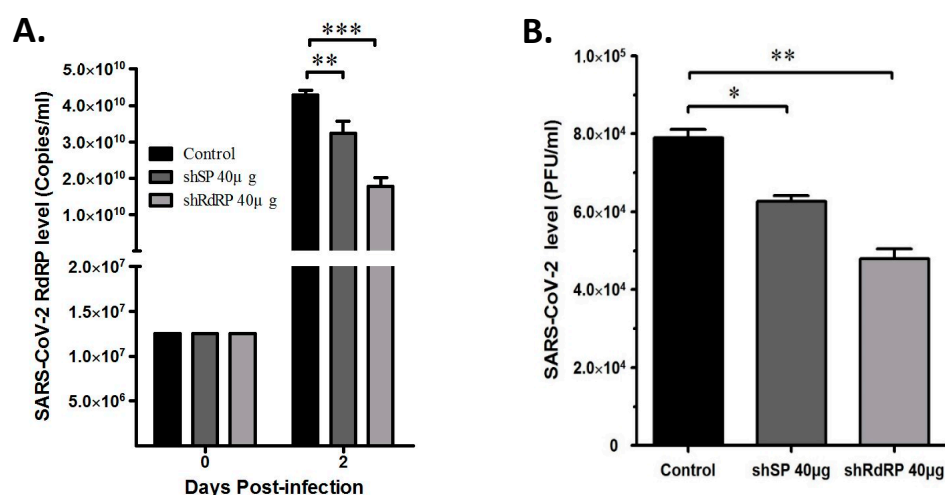 A.
SARS-CoV-2 RdRP level (Copies/ml)
5.0×10¹⁰
4.0×10¹⁰
3.0×10¹⁰
2.0×10¹⁰
1.0×10¹⁰
2.0×10⁷
1.5×10⁷
1.0×10⁷
5.0×10⁶
***
**
Control
shSP 40μ g
shRdRP 40μ g
0
2
Days Post-infection
B.
SARS-CoV-2 level (PFU/ml)
1.0×10⁵
8.0×10⁴
6.0×10⁴
4.0×10⁴
2.0×10⁴
0
**
*
Control
shSP 40μg
shRdRP 40μg